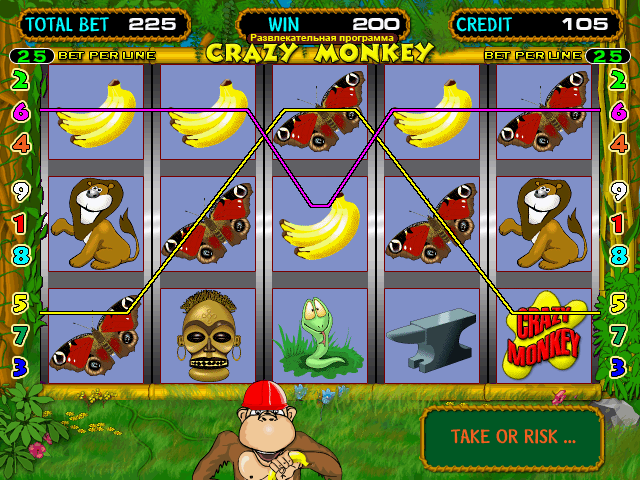 TOTAL BET 225 WIN 200 CREDIT 105
Развлекательная программа
25 BET PER LINE CRAZY MONKEY BET PER LINE 25
2 2
6 6
4 4
9 9
1 1
8 8
5 5
7 7
3 3
CRAZY
MONKEY
TAKE OR RISK ...